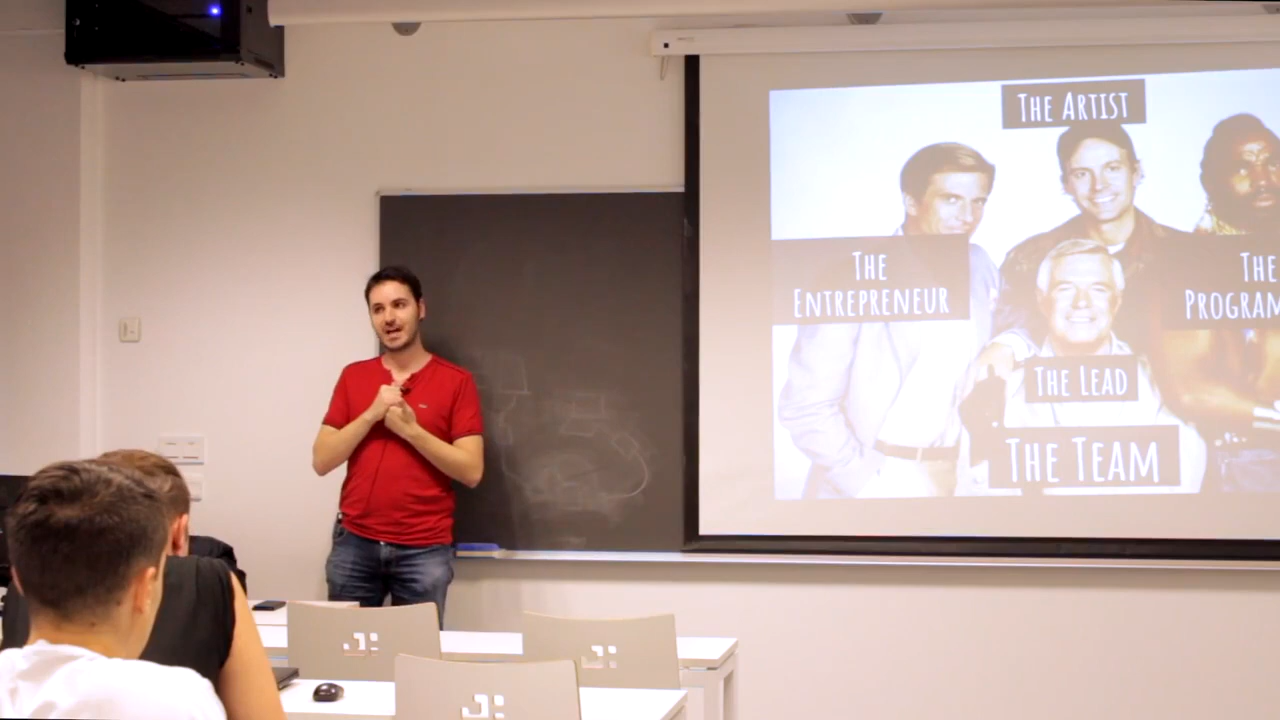 THE ARTIST
THE
ENTREPRENEUR
THE
PROGRAM
THE LEAD
THE TEAM